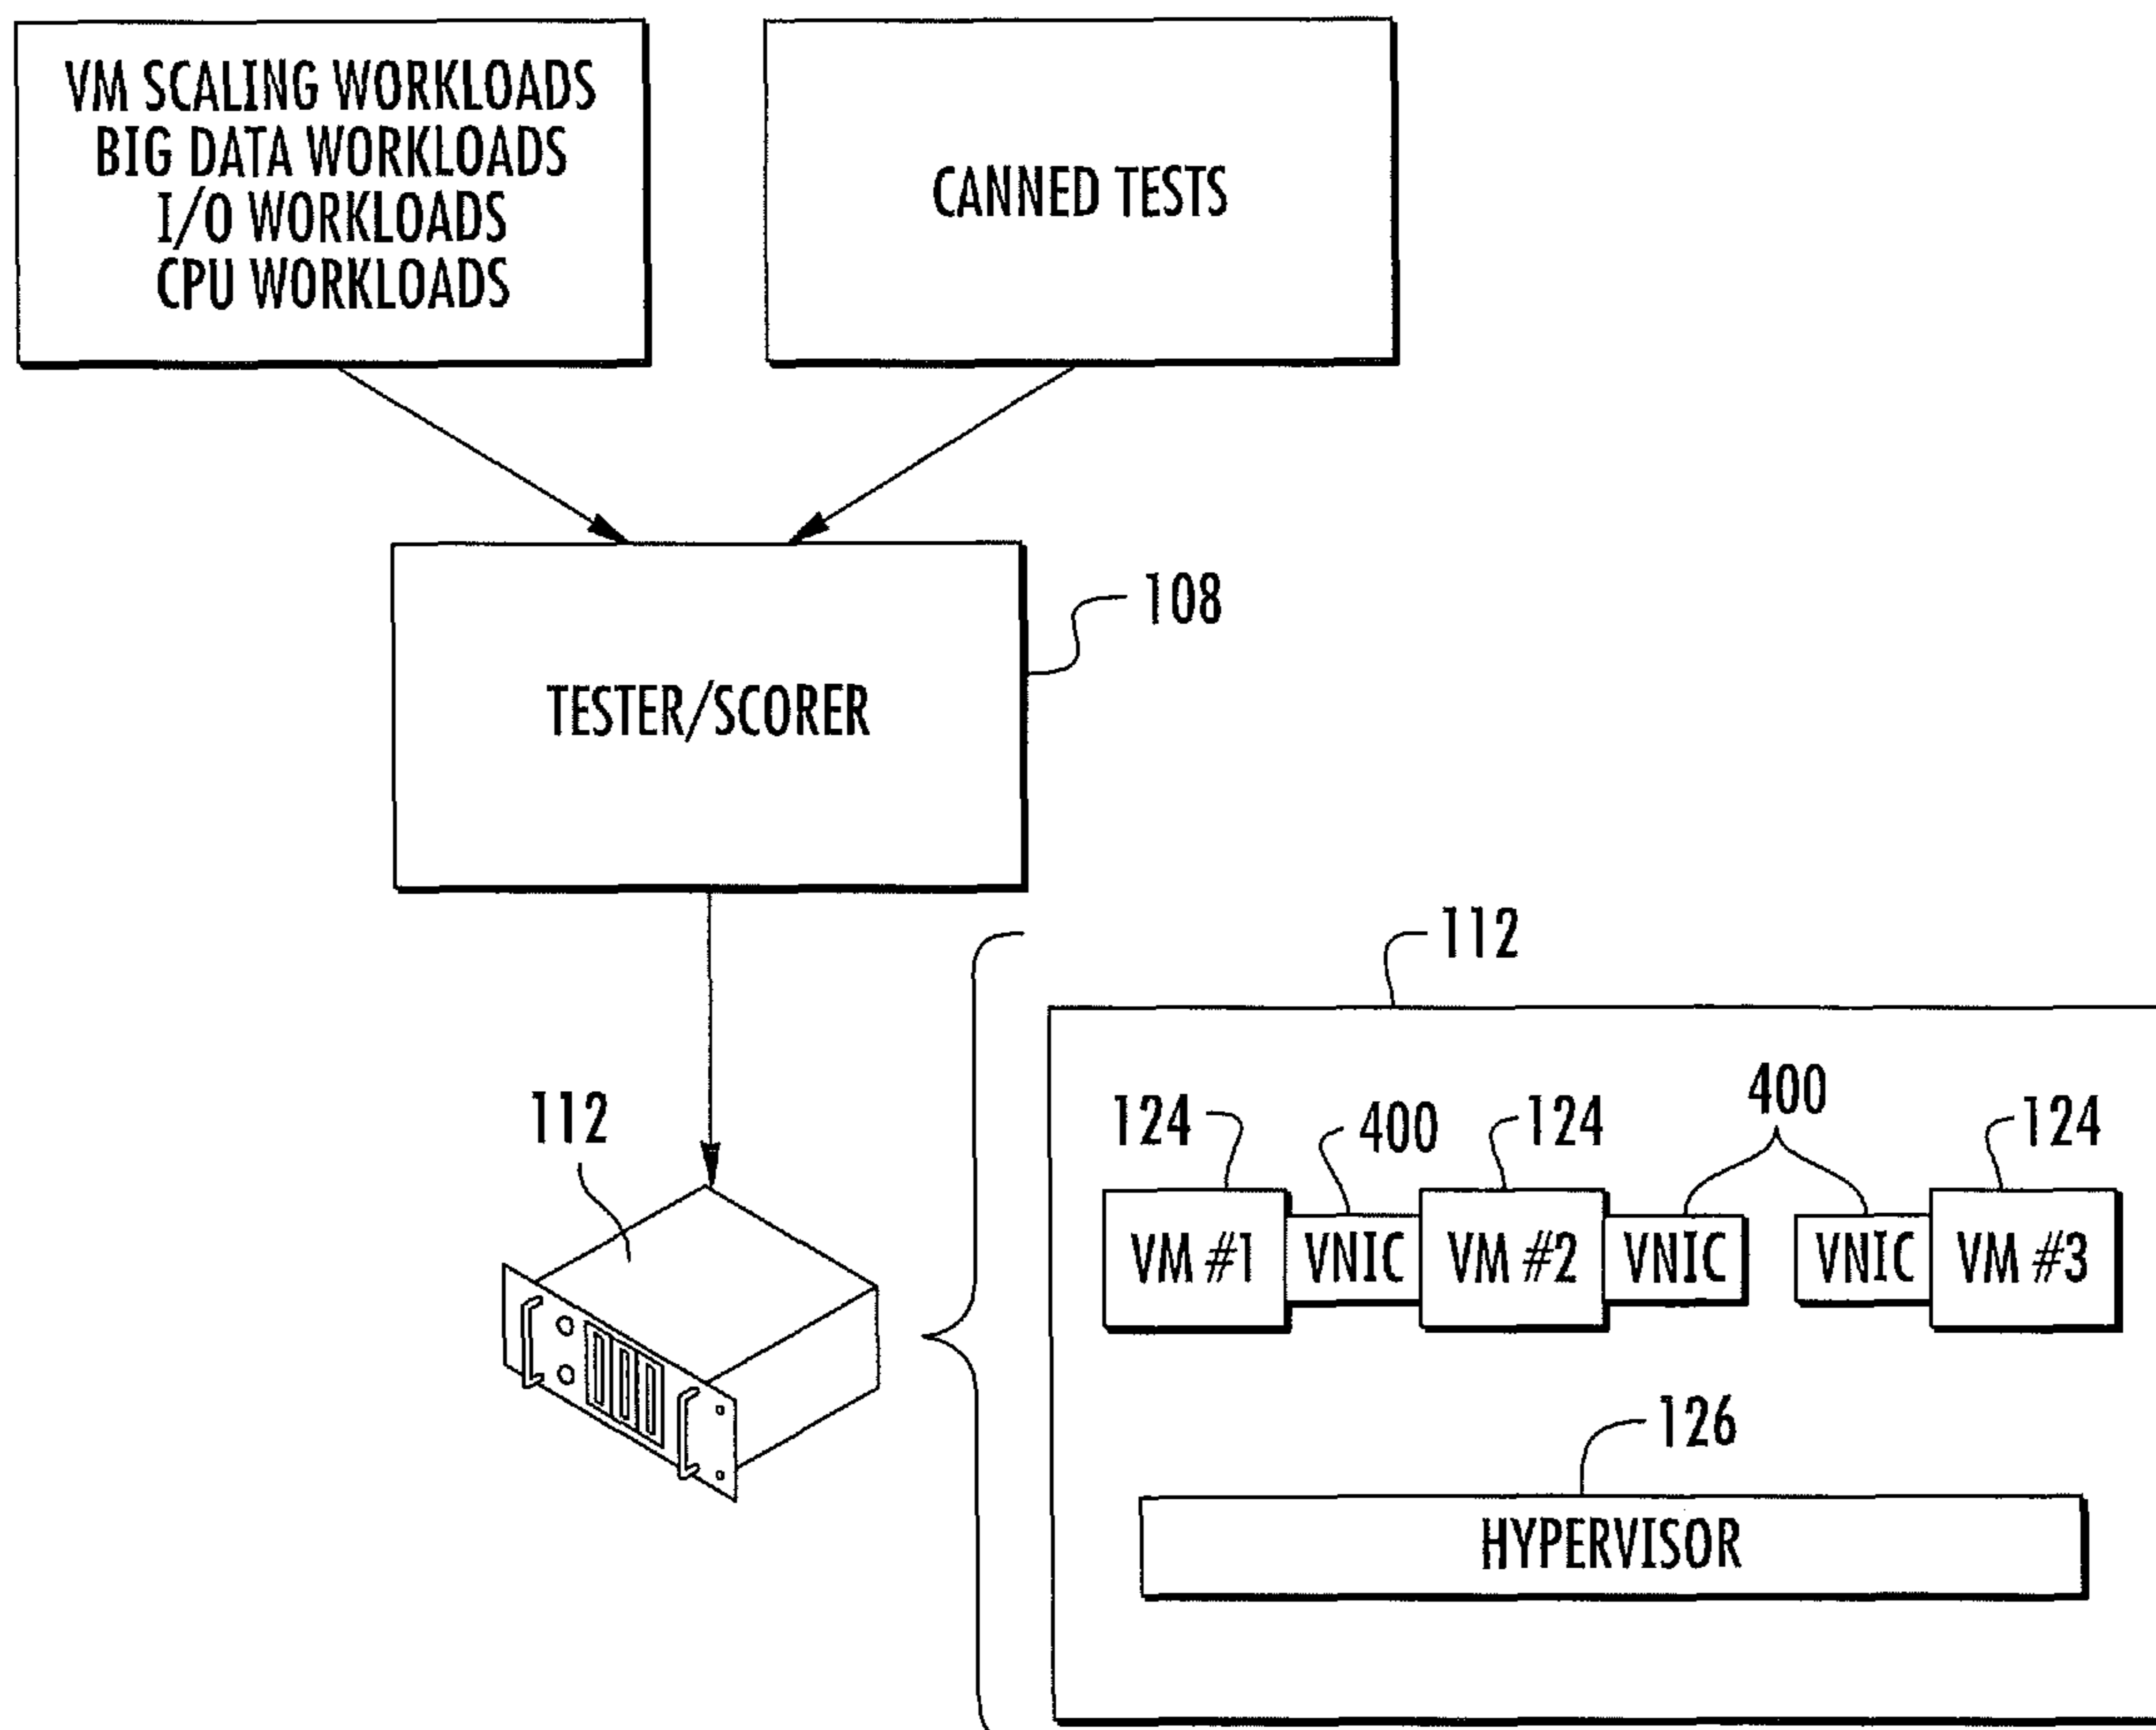 VM SCALING WORKLOADS
BIG DATA WORKLOADS
I/O WORKLOADS
CPU WORKLOADS
CANNED TESTS
108
TESTER/SCORER
112
112
124
400
124
400
124
VM #1
VNIC
VM #2
VNIC
VNIC
VM #3
126
HYPERVISOR